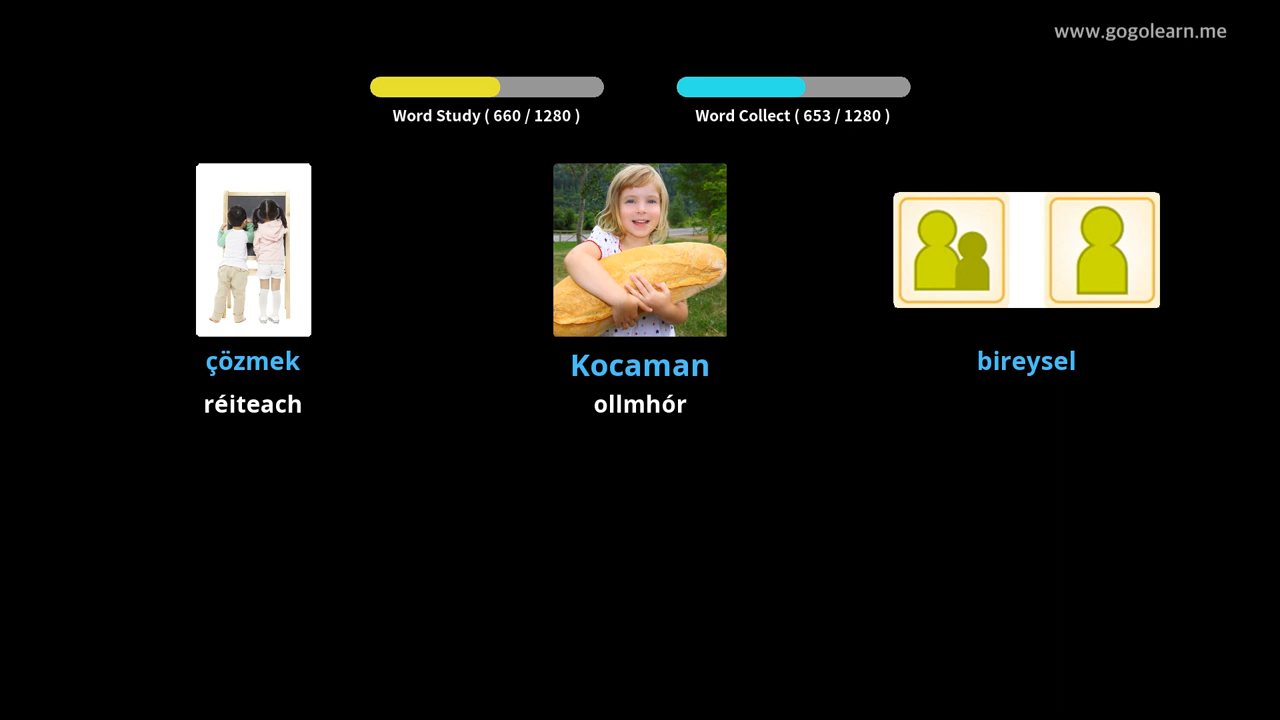 www.gogolearn.me
Word Study ( 660 / 1280 )
Word Collect ( 653 / 1280 )
çözmek
réiteach
Kocaman
ollmhór
bireysel